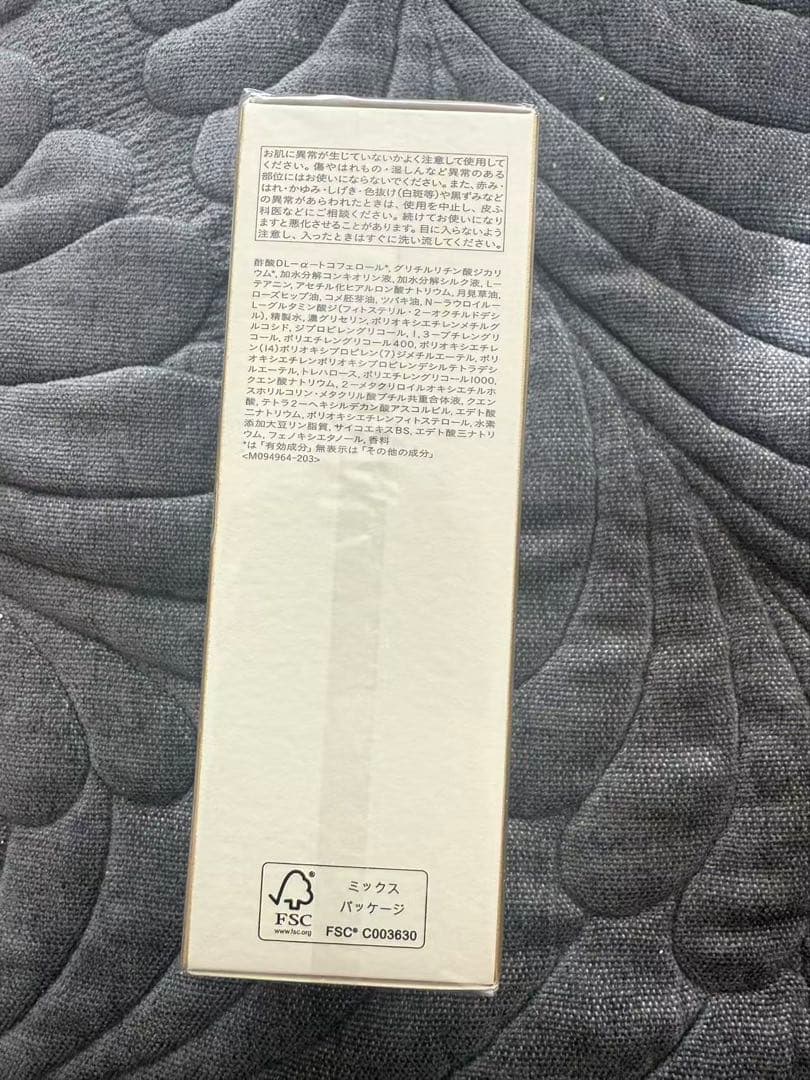 お肌に異常が生じていないかよく注意して使用して
ください。傷やはれもの・湿しんなど異常のある
部位にはお使いにならないでください。また、赤み・
はれ・かゆみ・しげき・色抜け(白斑等)や黒ずみなど
の異常があらわれたときは、使用を中止し、皮ふ
科医などにご相談ください。続けてお使いになり
ますと悪化させることがあります。目に入らないよう
注意し、入ったときはすぐに洗い流してください。
酢酸DL-α-トコフェロール*, グリチルリチン酸ジカリ
ウム*, 加水分解コンキオリン液, 加水分解シルク液, L-
テアニン, アセチル化ヒアルロン酸ナトリウム, 月見草油,
ローズヒップ油, コメ胚芽油, ツバキ油, N-ラウロイル-
L-グルタミン酸ジ(フィトステリル・2-オクチルドデシ
ル), 精製水, 濃グリセリン, ポリオキシエチレンメチルグ
ルコシド, ジプロピレングリコール, 1,3-ブチレングリ
コール, ポリエチレングリコール400, ポリオキシエチレ
ン(14)ポリオキシプロピレン(7)ジメチルエーテル, ポリ
オキシエチレンポリオキシプロピレンデシルテトラデシ
ルエーテル, トレハロース, ポリエチレングリコール1000,
クエン酸ナトリウム, 2-メタクリロイルオキシエチルホ
スホリルコリン・メタクリル酸ブチル共重合体液, クエン
酸, テトラ2-ヘキシルデカン酸アスコルビル, エデト酸
二ナトリウム, ポリオキシエチレンフィトステロール, 水素
添加大豆リン脂質, サイコエキスBS, エデト酸三ナトリ
ウム, フェノキシエタノール, 香料
*は「有効成分」無表示は「その他の成分」
<M094964-203>
FSC®
www.fsc.org
ミックス
パッケージ
FSC® C003630